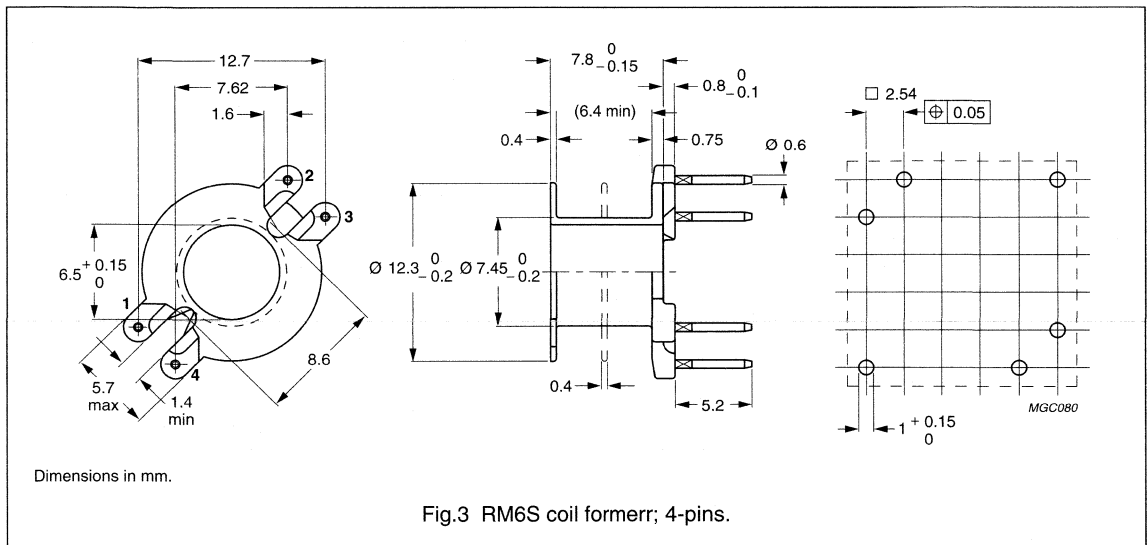 12.7
7.62
1.6
2
3
6.5 + 0.15 0
1
4
5.7 max
1.4 min
8.6
7.8 0 −0.15
0.8 0 −0.1
(6.4 min)
0.4
0.75
Ø 0.6
Ø 12.3 0 −0.2
Ø 7.45 0 −0.2
0.4
5.2
□ 2.54
⌖ 0.05
MGC080
1 + 0.15 0
Dimensions in mm.
Fig.3 RM6S coil formerr; 4-pins.